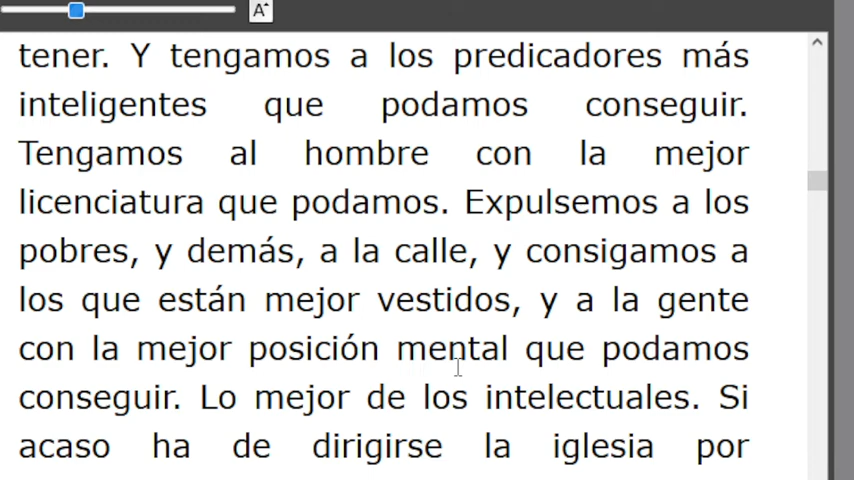 A
tener. Y tengamos a los predicadores más
inteligentes que podamos conseguir.
Tengamos al hombre con la mejor
licenciatura que podamos. Expulsemos a los
pobres, y demás, a la calle, y consigamos a
los que están mejor vestidos, y a la gente
con la mejor posición mental que podamos
conseguir. Lo mejor de los intelectuales. Si
acaso ha de dirigirse la iglesia por